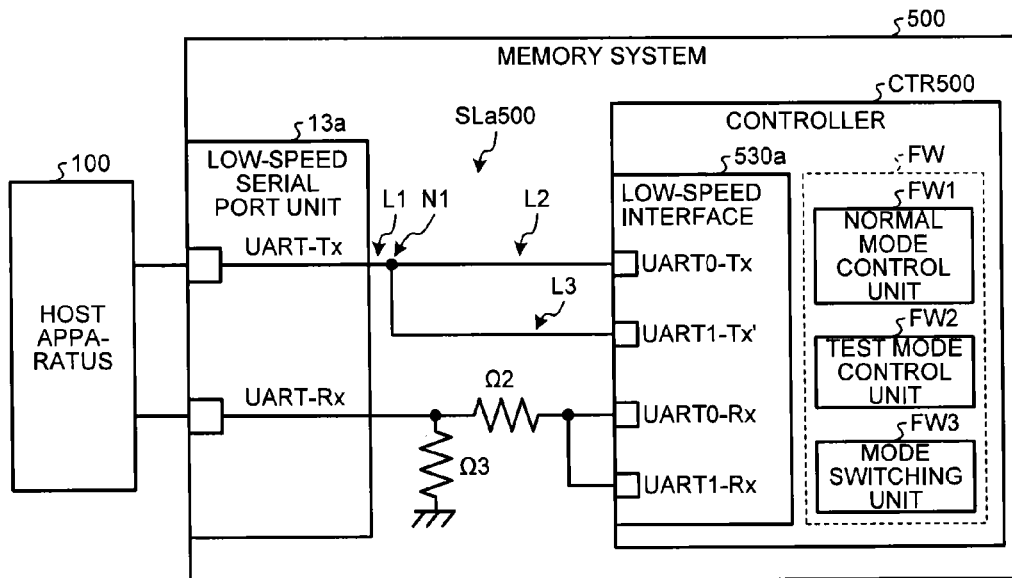 500
MEMORY SYSTEM
CTR500
SLa500
CONTROLLER
13a
LOW-SPEED
SERIAL
PORT UNIT
530a
FW
100
LOW-SPEED
INTERFACE
FW1
L1
N1
L2
NORMAL
MODE
CONTROL
UNIT
UART-Tx
UART0-Tx
L3
HOST
APPA-
RATUS
UART1-Tx'
FW2
TEST MODE
CONTROL
UNIT
UART-Rx
Ω2
UART0-Rx
FW3
Ω3
MODE
SWITCHING
UNIT
UART1-Rx